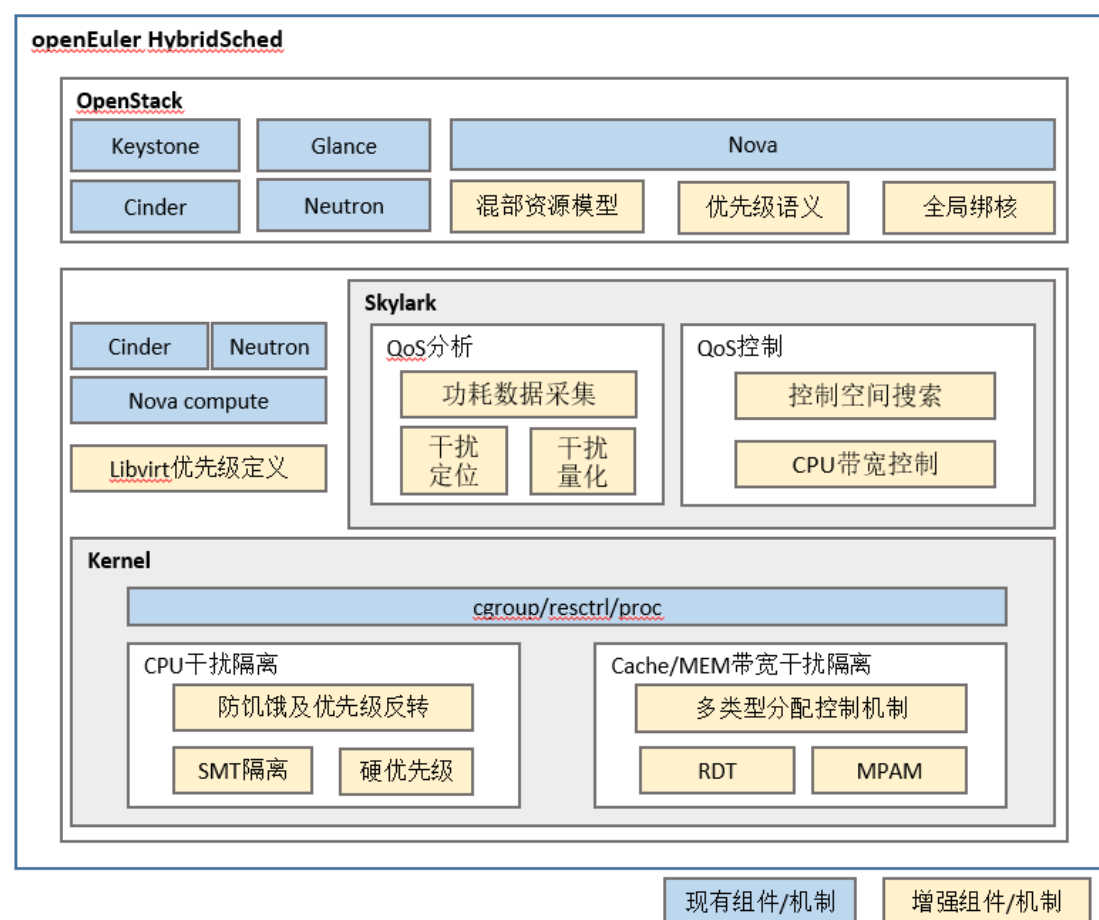 openEuler HybridSched
OpenStack
Keystone
Glance
Nova
Cinder
Neutron
混部资源模型
优先级语义
全局绑核
Skylark
Cinder
Neutron
Nova compute
Libvirt优先级定义
QoS分析
功耗数据采集
干扰
定位
干扰
量化
QoS控制
控制空间搜索
CPU带宽控制
Kernel
cgroup/resctrl/proc
CPU干扰隔离
防饥饿及优先级反转
SMT隔离
硬优先级
Cache/MEM带宽干扰隔离
多类型分配控制机制
RDT
MPAM
现有组件/机制
增强组件/机制